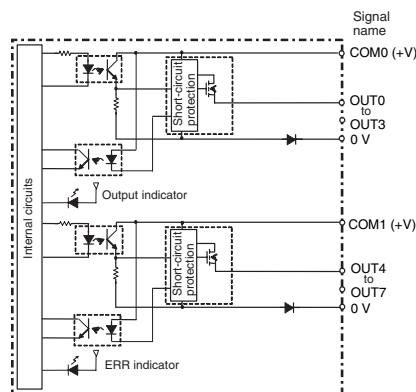 Signal
name
COM0 (+V)
Short-circuit
protection
OUT0
to
OUT3
0 V
Output indicator
Internal circuits
COM1 (+V)
Short-circuit
protection
OUT4
to
OUT7
0 V
ERR indicator